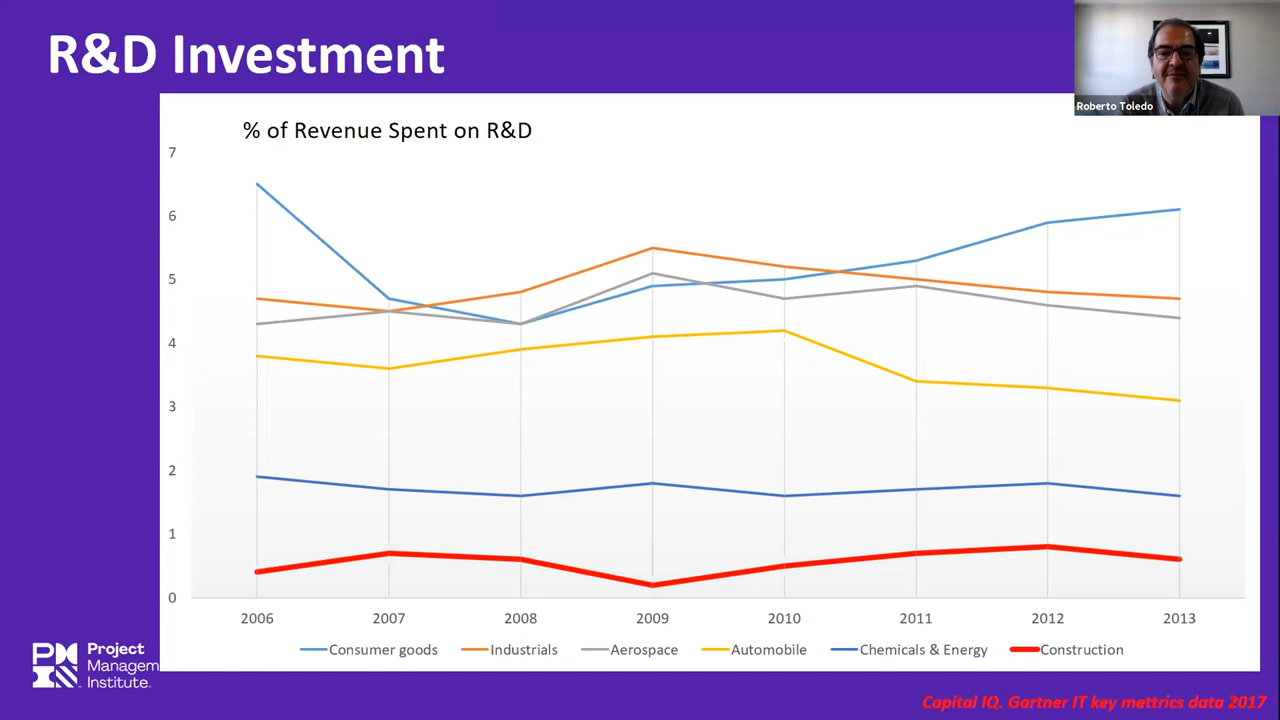 R&D Investment
Roberto Toledo
% of Revenue Spent on R&D
7
6
5
4
3
2
1
0
2006 2007 2008 2009 2010 2011 2012 2013
Consumer goods Industrials Aerospace Automobile Chemicals & Energy Construction
PM
Project
Managem
Institute.
Capital IQ. Gartner IT key mettrics data 2017